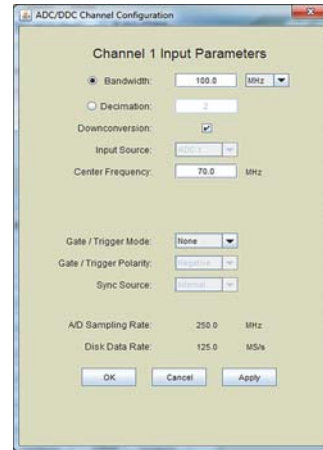 ADC/DDC Channel Configuration
Channel 1 Input Parameters
Bandwidth: 100.0 MHz
Decimation: 2
Downconversion:
Input Source: ADC 1
Center Frequency: 70.0 MHz
Gate / Trigger Mode: None
Gate / Trigger Polarity: Negative
Sync Source: Internal
A/D Sampling Rate: 250.0 MHz
Disk Data Rate: 125.0 MS/s
OK Cancel Apply